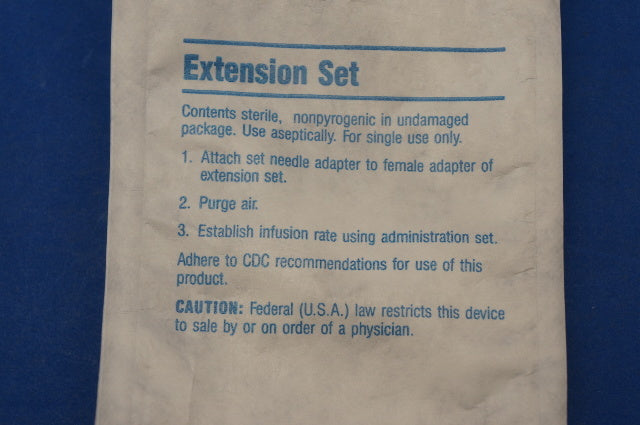 Extension Set
Contents sterile, nonpyrogenic in undamaged
package. Use aseptically. For single use only.
1. Attach set needle adapter to female adapter of
extension set.
2. Purge air.
3. Establish infusion rate using administration set.
Adhere to CDC recommendations for use of this
product.
CAUTION: Federal (U.S.A.) law restricts this device
to sale by or on order of a physician.